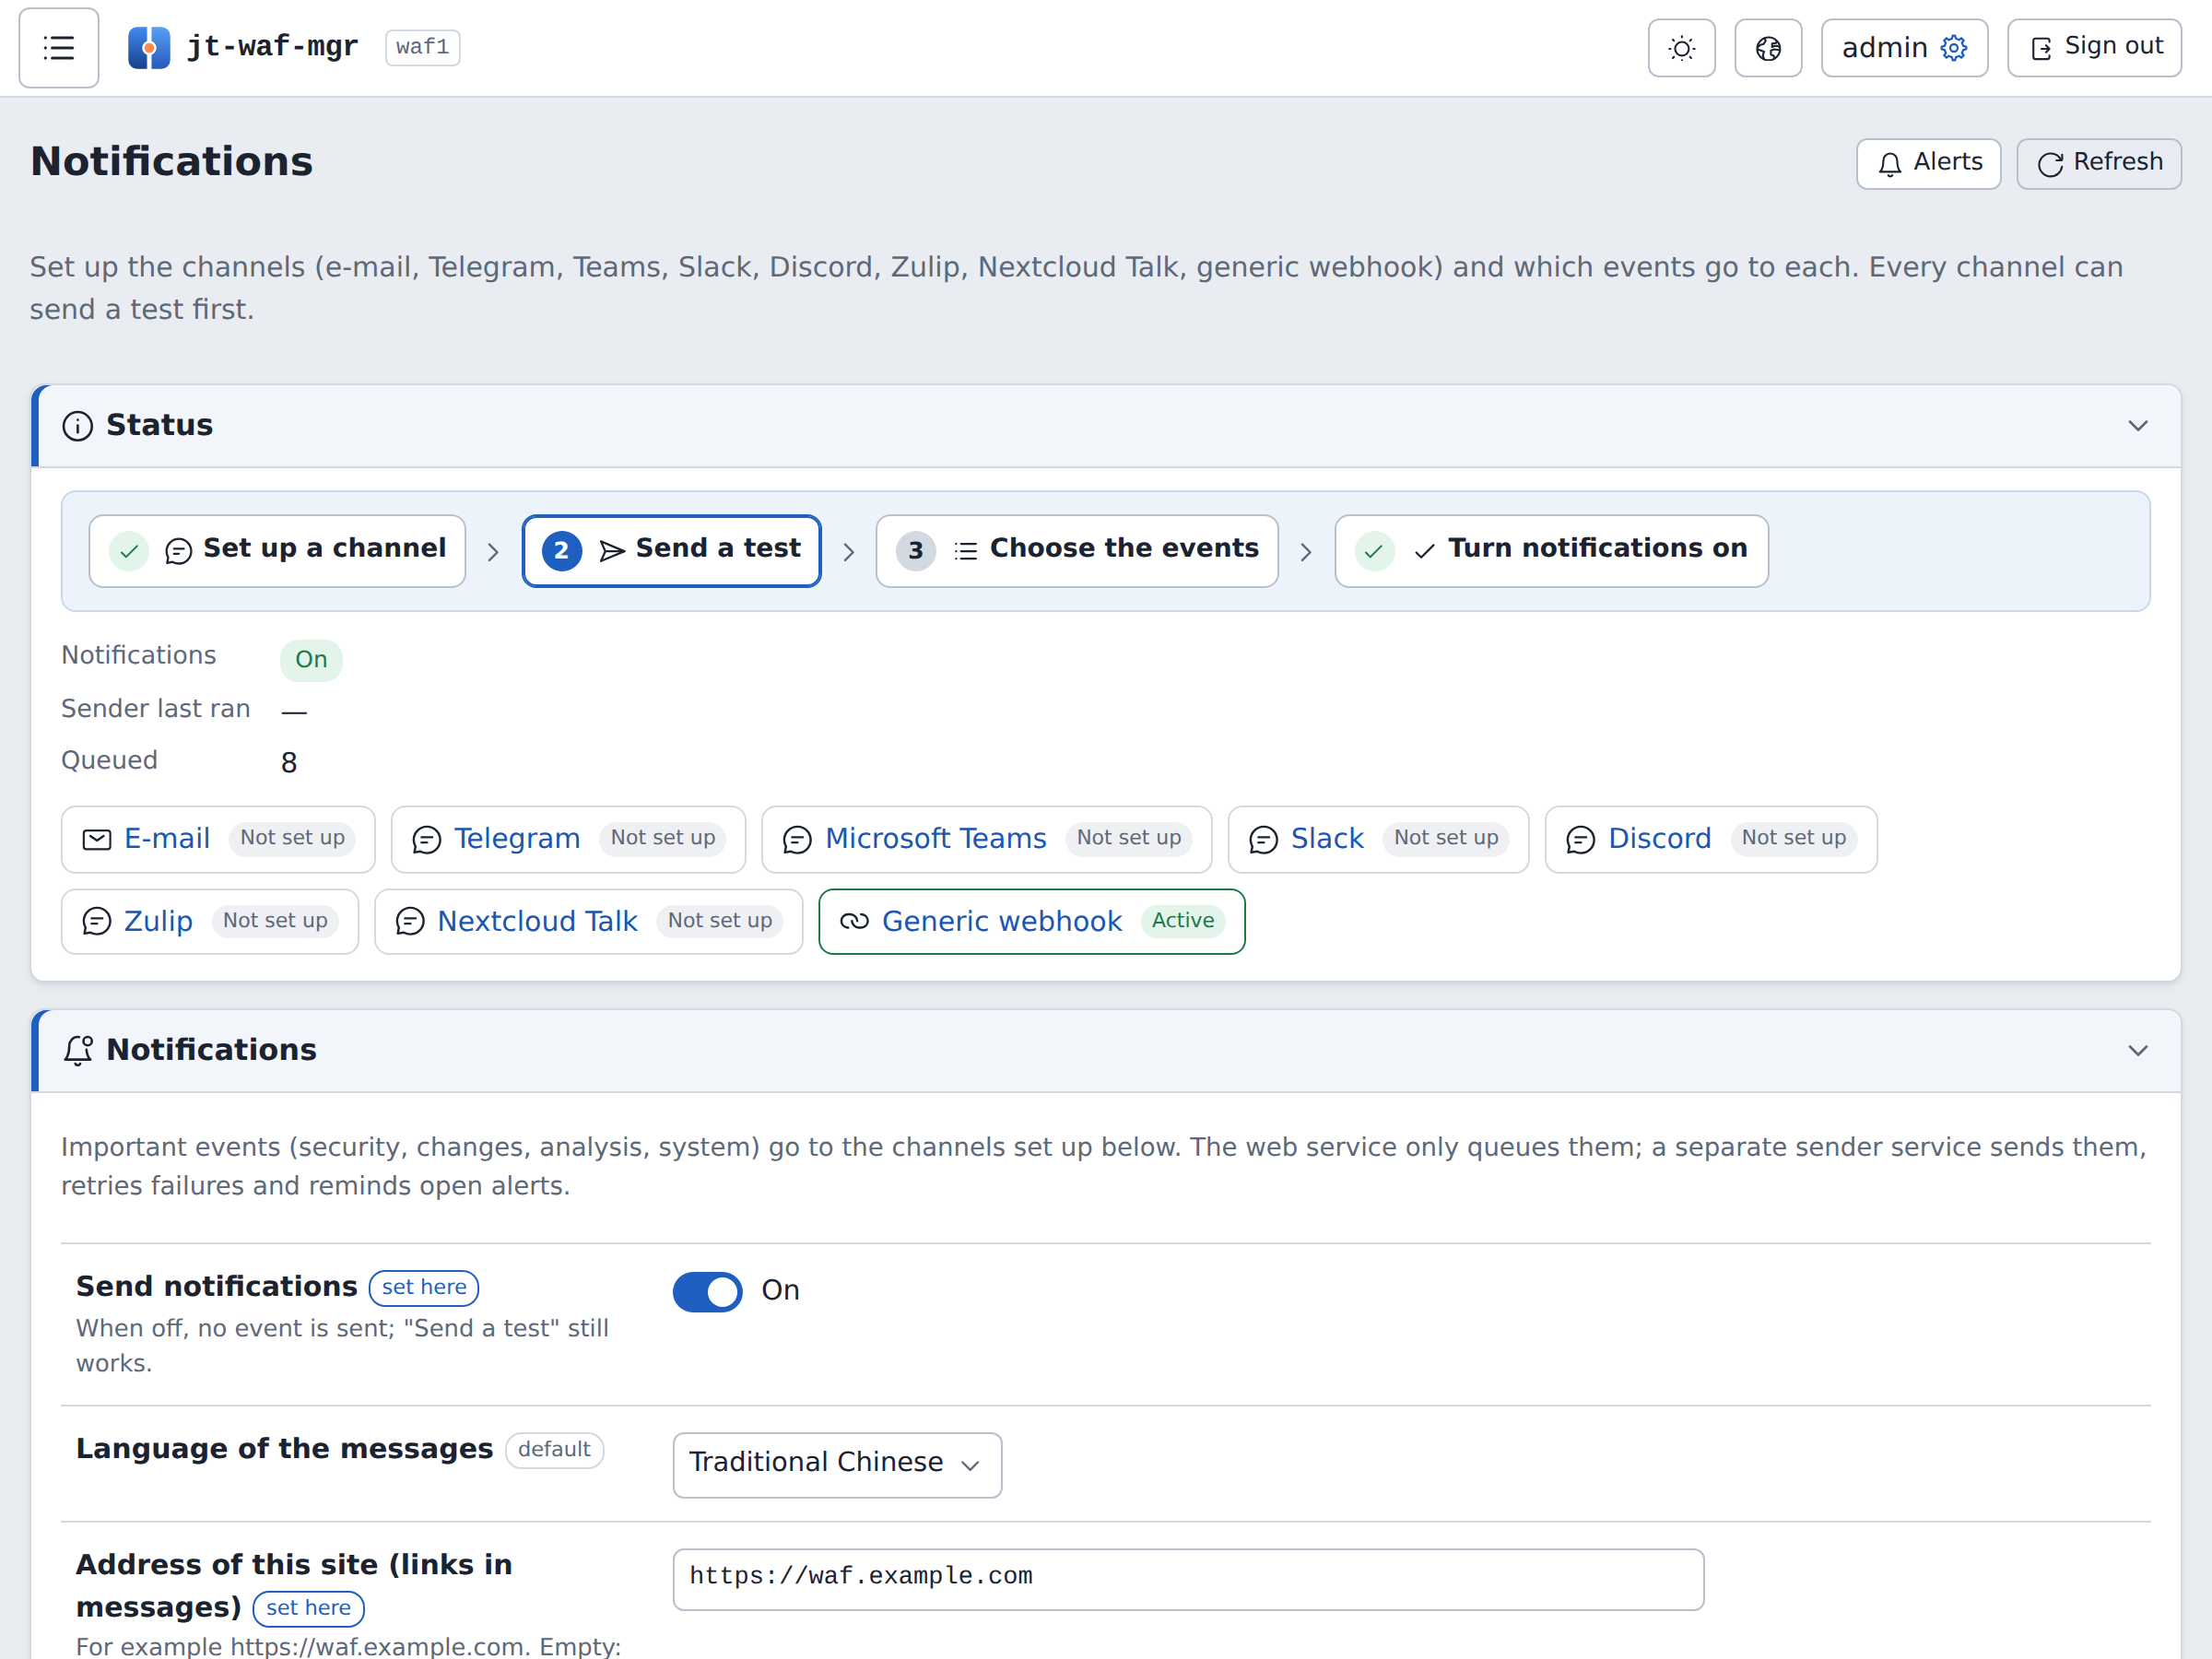 jt-waf-mgr waf1 admin Sign out
Notifications Alerts Refresh
Set up the channels (e-mail, Telegram, Teams, Slack, Discord, Zulip, Nextcloud Talk, generic webhook) and which events go to each. Every channel can
send a test first.
Status
Set up a channel 2 Send a test 3 Choose the events Turn notifications on
Notifications On
Sender last ran —
Queued 8
E-mail Not set up Telegram Not set up Microsoft Teams Not set up Slack Not set up Discord Not set up
Zulip Not set up Nextcloud Talk Not set up Generic webhook Active
Notifications
Important events (security, changes, analysis, system) go to the channels set up below. The web service only queues them; a separate sender service sends them,
retries failures and reminds open alerts.
Send notifications set here On
When off, no event is sent; "Send a test" still
works.
Language of the messages default Traditional Chinese
Address of this site (links in
messages) set here
https://waf.example.com
For example https://waf.example.com. Empty: